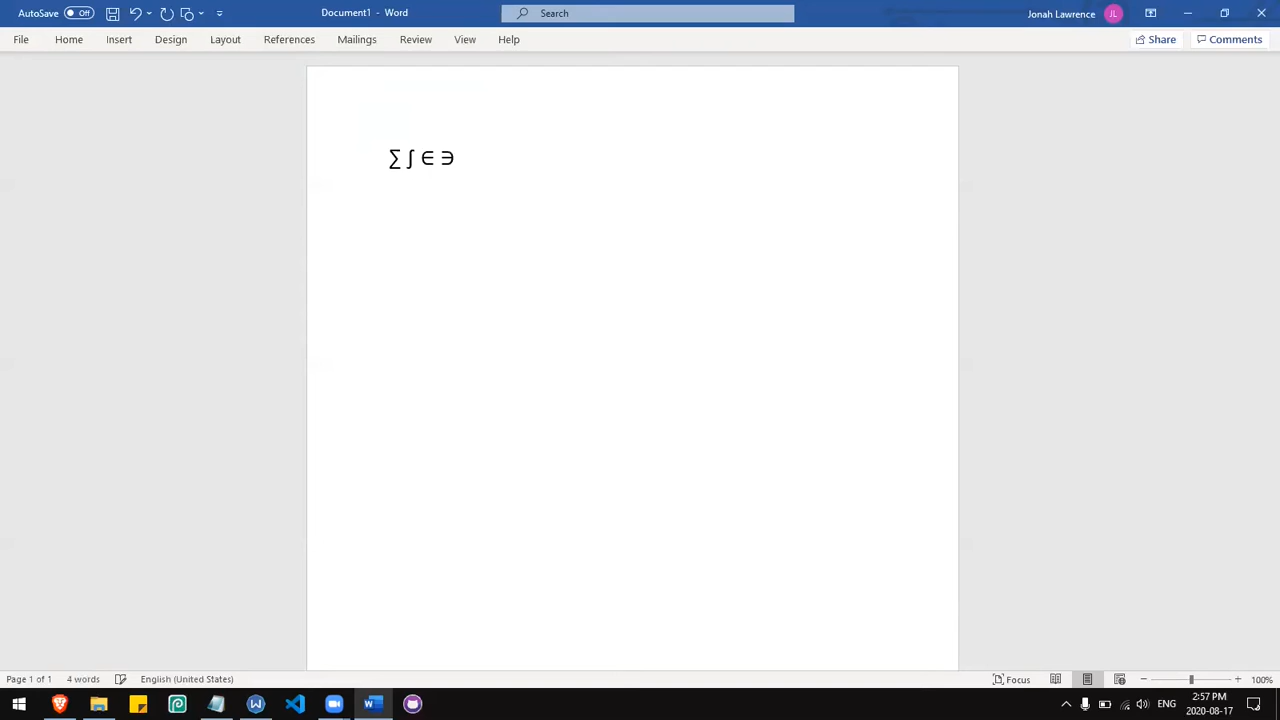 AutoSave Off Document1 - Word Search Jonah Lawrence JL
File Home Insert Design Layout References Mailings Review View Help Share Comments
∑ ∫ ∈ ∋
Page 1 of 1 4 words English (United States) Focus 100%
2:57 PM
ENG
2020-08-17